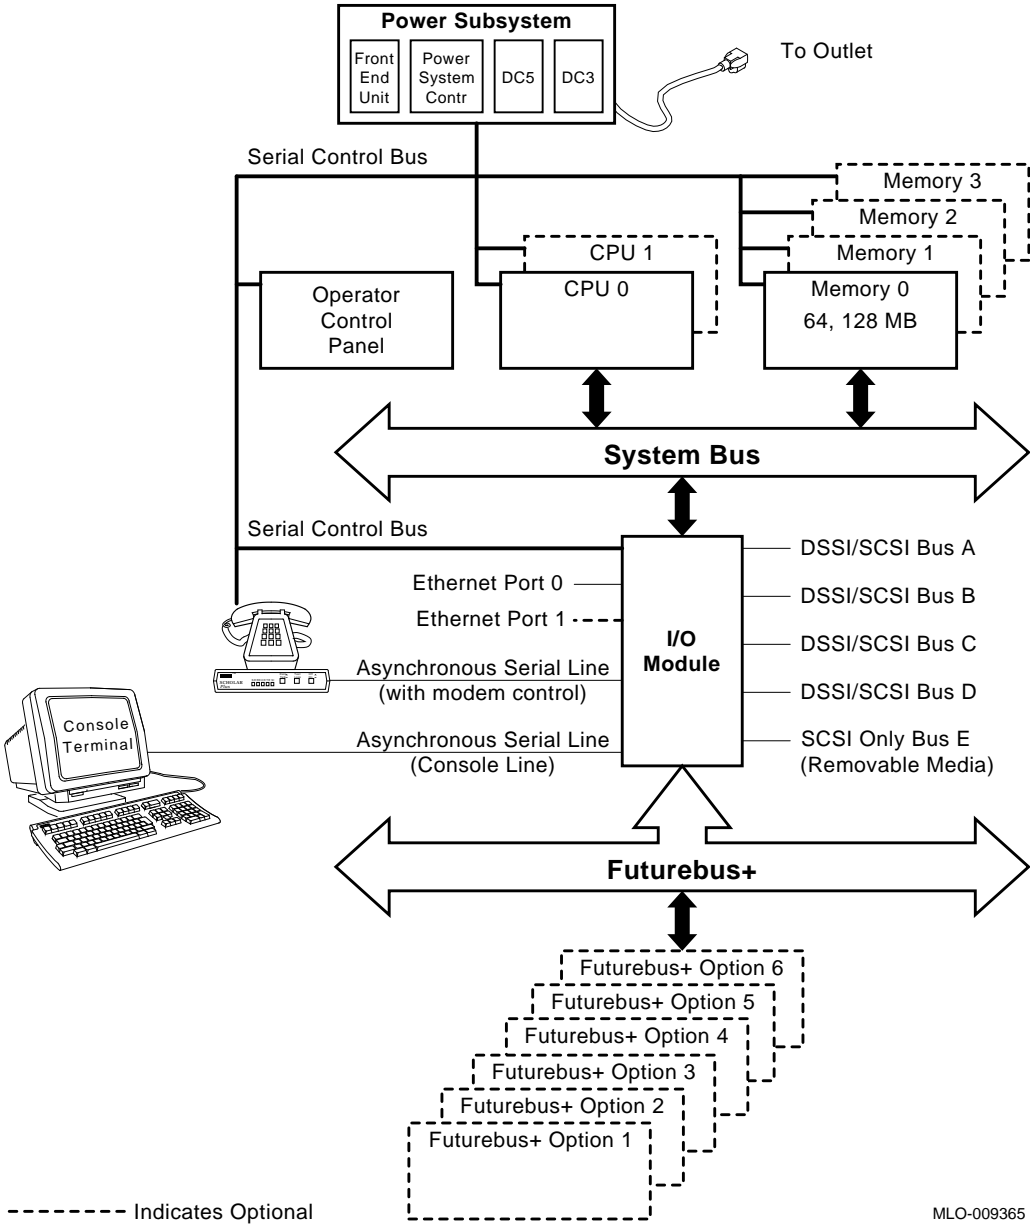 Power Subsystem
Front
End
Unit
Power
System
Contr
DC5
DC3
To Outlet
Serial Control Bus
Memory 3
Memory 2
Memory 1
Memory 0
64, 128 MB
CPU 1
CPU 0
Operator
Control
Panel
System Bus
Serial Control Bus
Ethernet Port 0
Ethernet Port 1
Asynchronous Serial Line
(with modem control)
Asynchronous Serial Line
(Console Line)
I/O
Module
DSSI/SCSI Bus A
DSSI/SCSI Bus B
DSSI/SCSI Bus C
DSSI/SCSI Bus D
SCSI Only Bus E
(Removable Media)
SCHOLAR
Plus
Console
Terminal
Futurebus+
Futurebus+ Option 6
Futurebus+ Option 5
Futurebus+ Option 4
Futurebus+ Option 3
Futurebus+ Option 2
Futurebus+ Option 1
Indicates Optional
MLO-009365